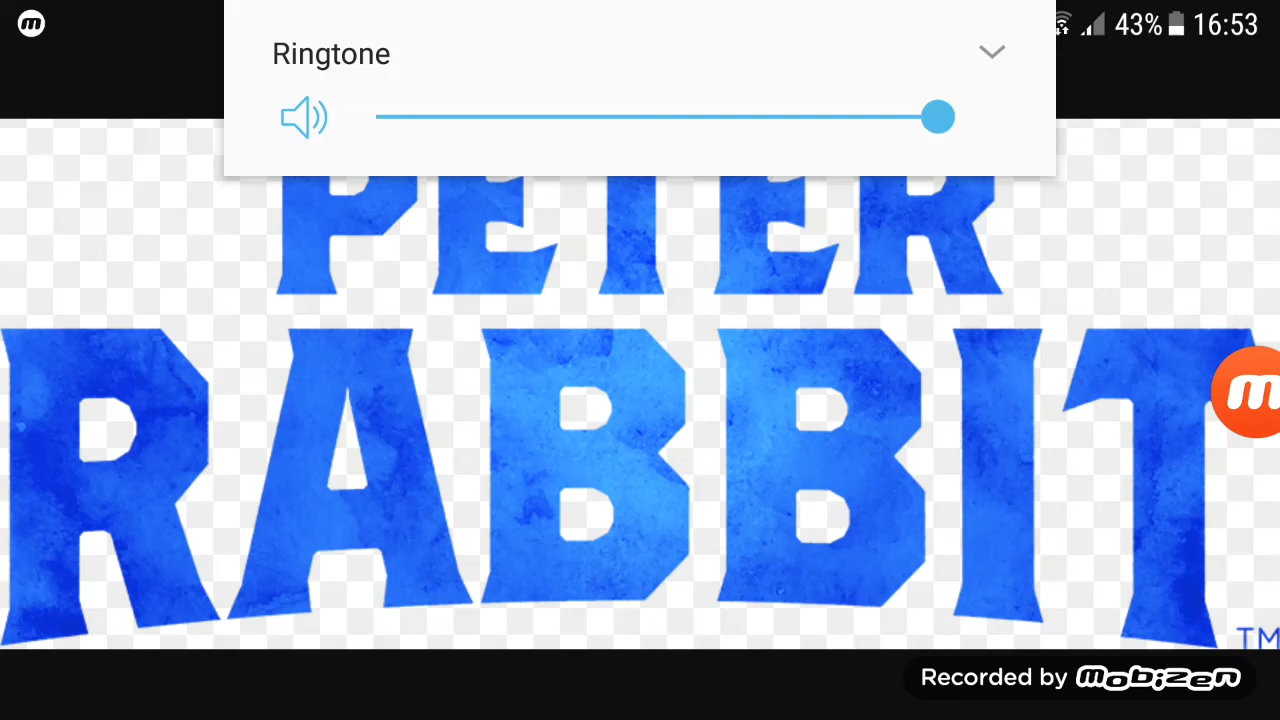 43% 16:53
Ringtone
PETER
RABBIT
TM
Recorded by mobizen